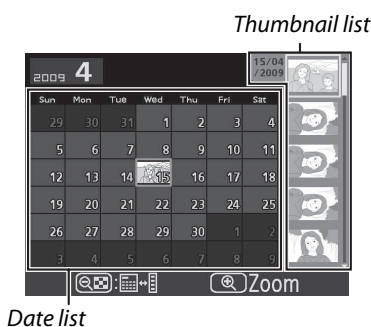 Thumbnail list
2009 4
15/04
/2009
Sun Mon Tue Wed Thu Fri Sat
29 30 31 1 2 3 4
5 6 7 8 9 10 11
12 13 14 15 16 17 18
19 20 21 22 23 24 25
26 27 28 29 30 1 2
3 4 5 6 7 8 9
: ↔ Zoom
Date list